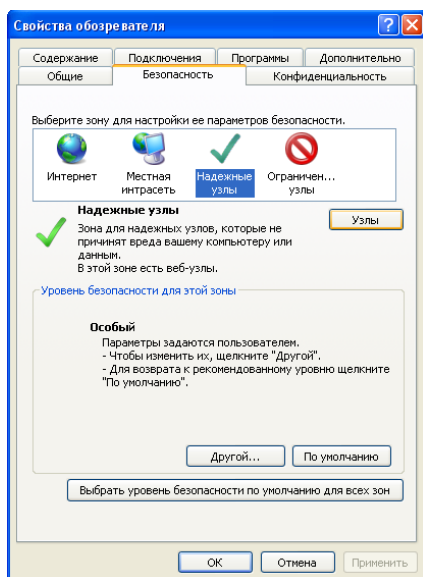 Свойства обозревателя
Содержание Подключения Программы Дополнительно
Общие Безопасность Конфиденциальность
Выберите зону для настройки ее параметров безопасности.
Интернет Местная интрасеть Надежные узлы Ограничен... узлы
Надежные узлы
Узлы
Зона для надежных узлов, которые не
причинят вреда вашему компьютеру или
данным.
В этой зоне есть веб-узлы.
Уровень безопасности для этой зоны
Особый
Параметры задаются пользователем.
- Чтобы изменить их, щелкните "Другой".
- Для возврата к рекомендованному уровню щелкните
"По умолчанию".
Другой... По умолчанию
Выбрать уровень безопасности по умолчанию для всех зон
OK Отмена Применить